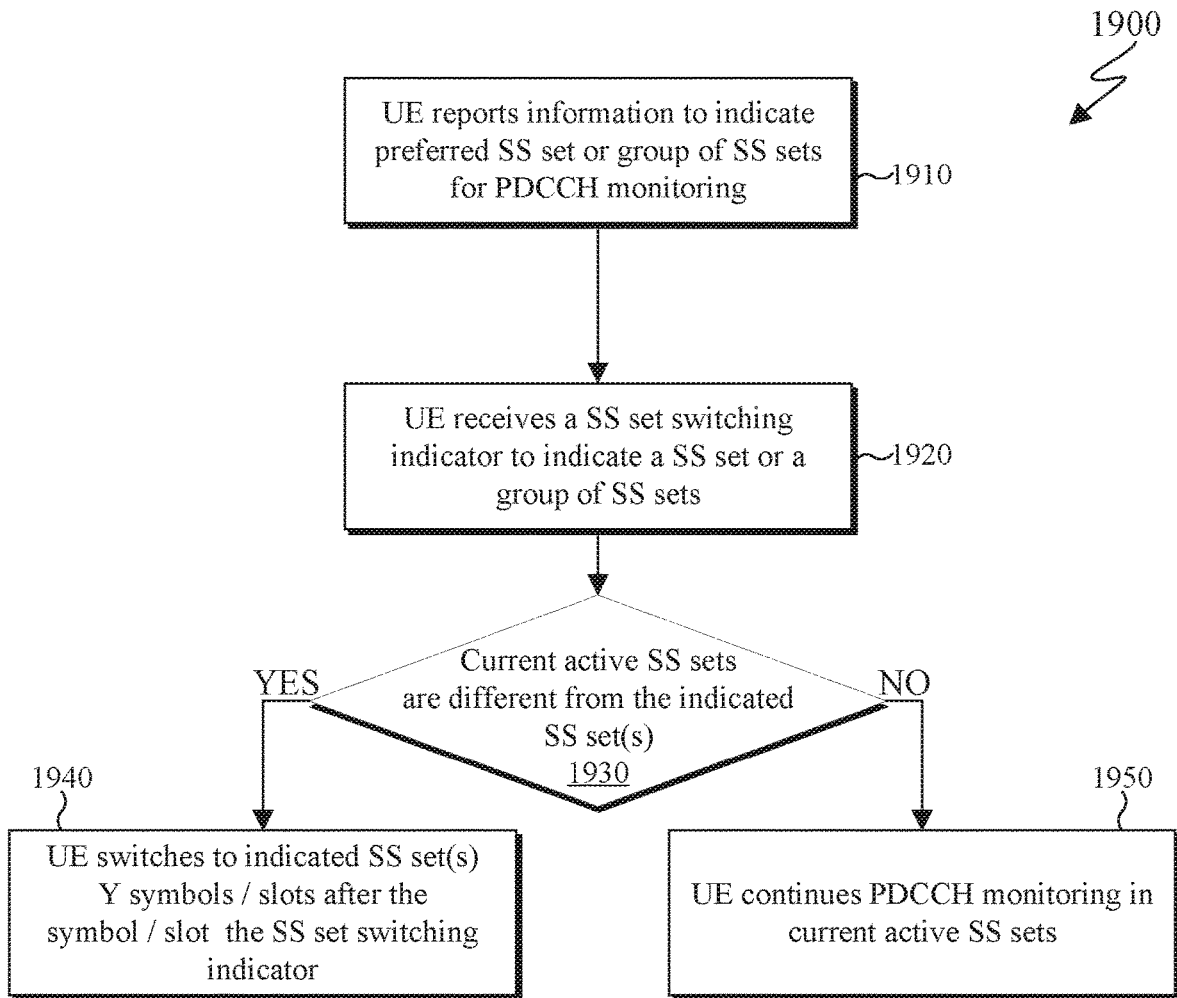 1900
UE reports information to indicate
preferred SS set or group of SS sets
for PDCCH monitoring
1910
UE receives a SS set switching
indicator to indicate a SS set or a
group of SS sets
1920
Current active SS sets
are different from the indicated
SS set(s)
1930
YES
NO
1940
UE switches to indicated SS set(s)
Y symbols / slots after the
symbol / slot the SS set switching
indicator
1950
UE continues PDCCH monitoring in
current active SS sets